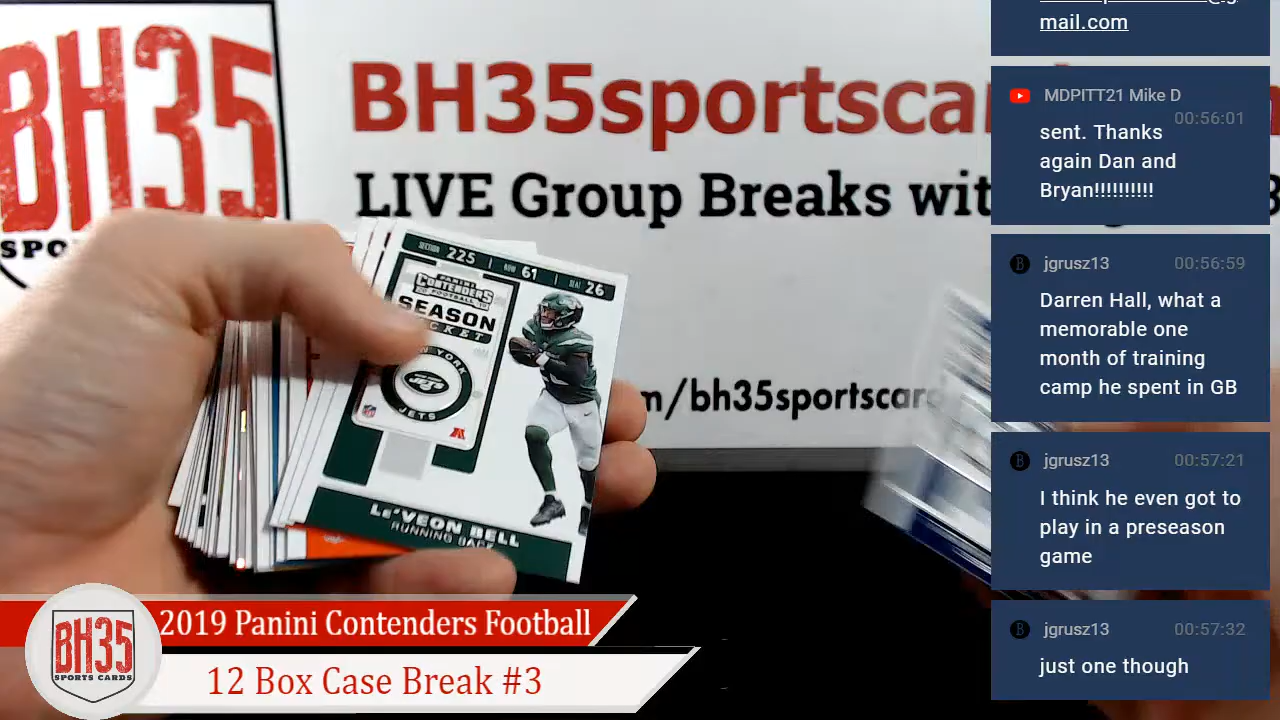 BH35
SPO
BH35sportscar
LIVE Group Breaks wit
m/bh35sportscar
SECTION 225 | ROW 61 | SEAT 26
PANINI
CONTENDERS
FOOTBALL
SEASON
NEW YORK
JETS
JETS
NFL
LE'VEON BELL
RUNNING BACK
mail.com
MDPITT21 Mike D
00:56:01
sent. Thanks
again Dan and
Bryan!!!!!!!!!!
jgrusz13 00:56:59
Darren Hall, what a
memorable one
month of training
camp he spent in GB
jgrusz13 00:57:21
I think he even got to
play in a preseason
game
jgrusz13 00:57:32
just one though
BH35
SPORTS CARDS
2019 Panini Contenders Football
12 Box Case Break #3